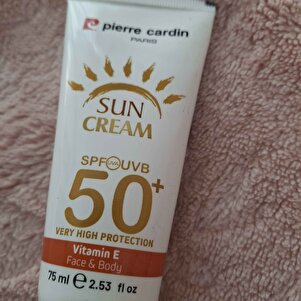 pierre cardin
PARIS
SUN
CREAM
SPF UVA UVB
50+
VERY HIGH PROTECTION
Vitamin E
Face & Body
75 ml e 2.53 fl oz